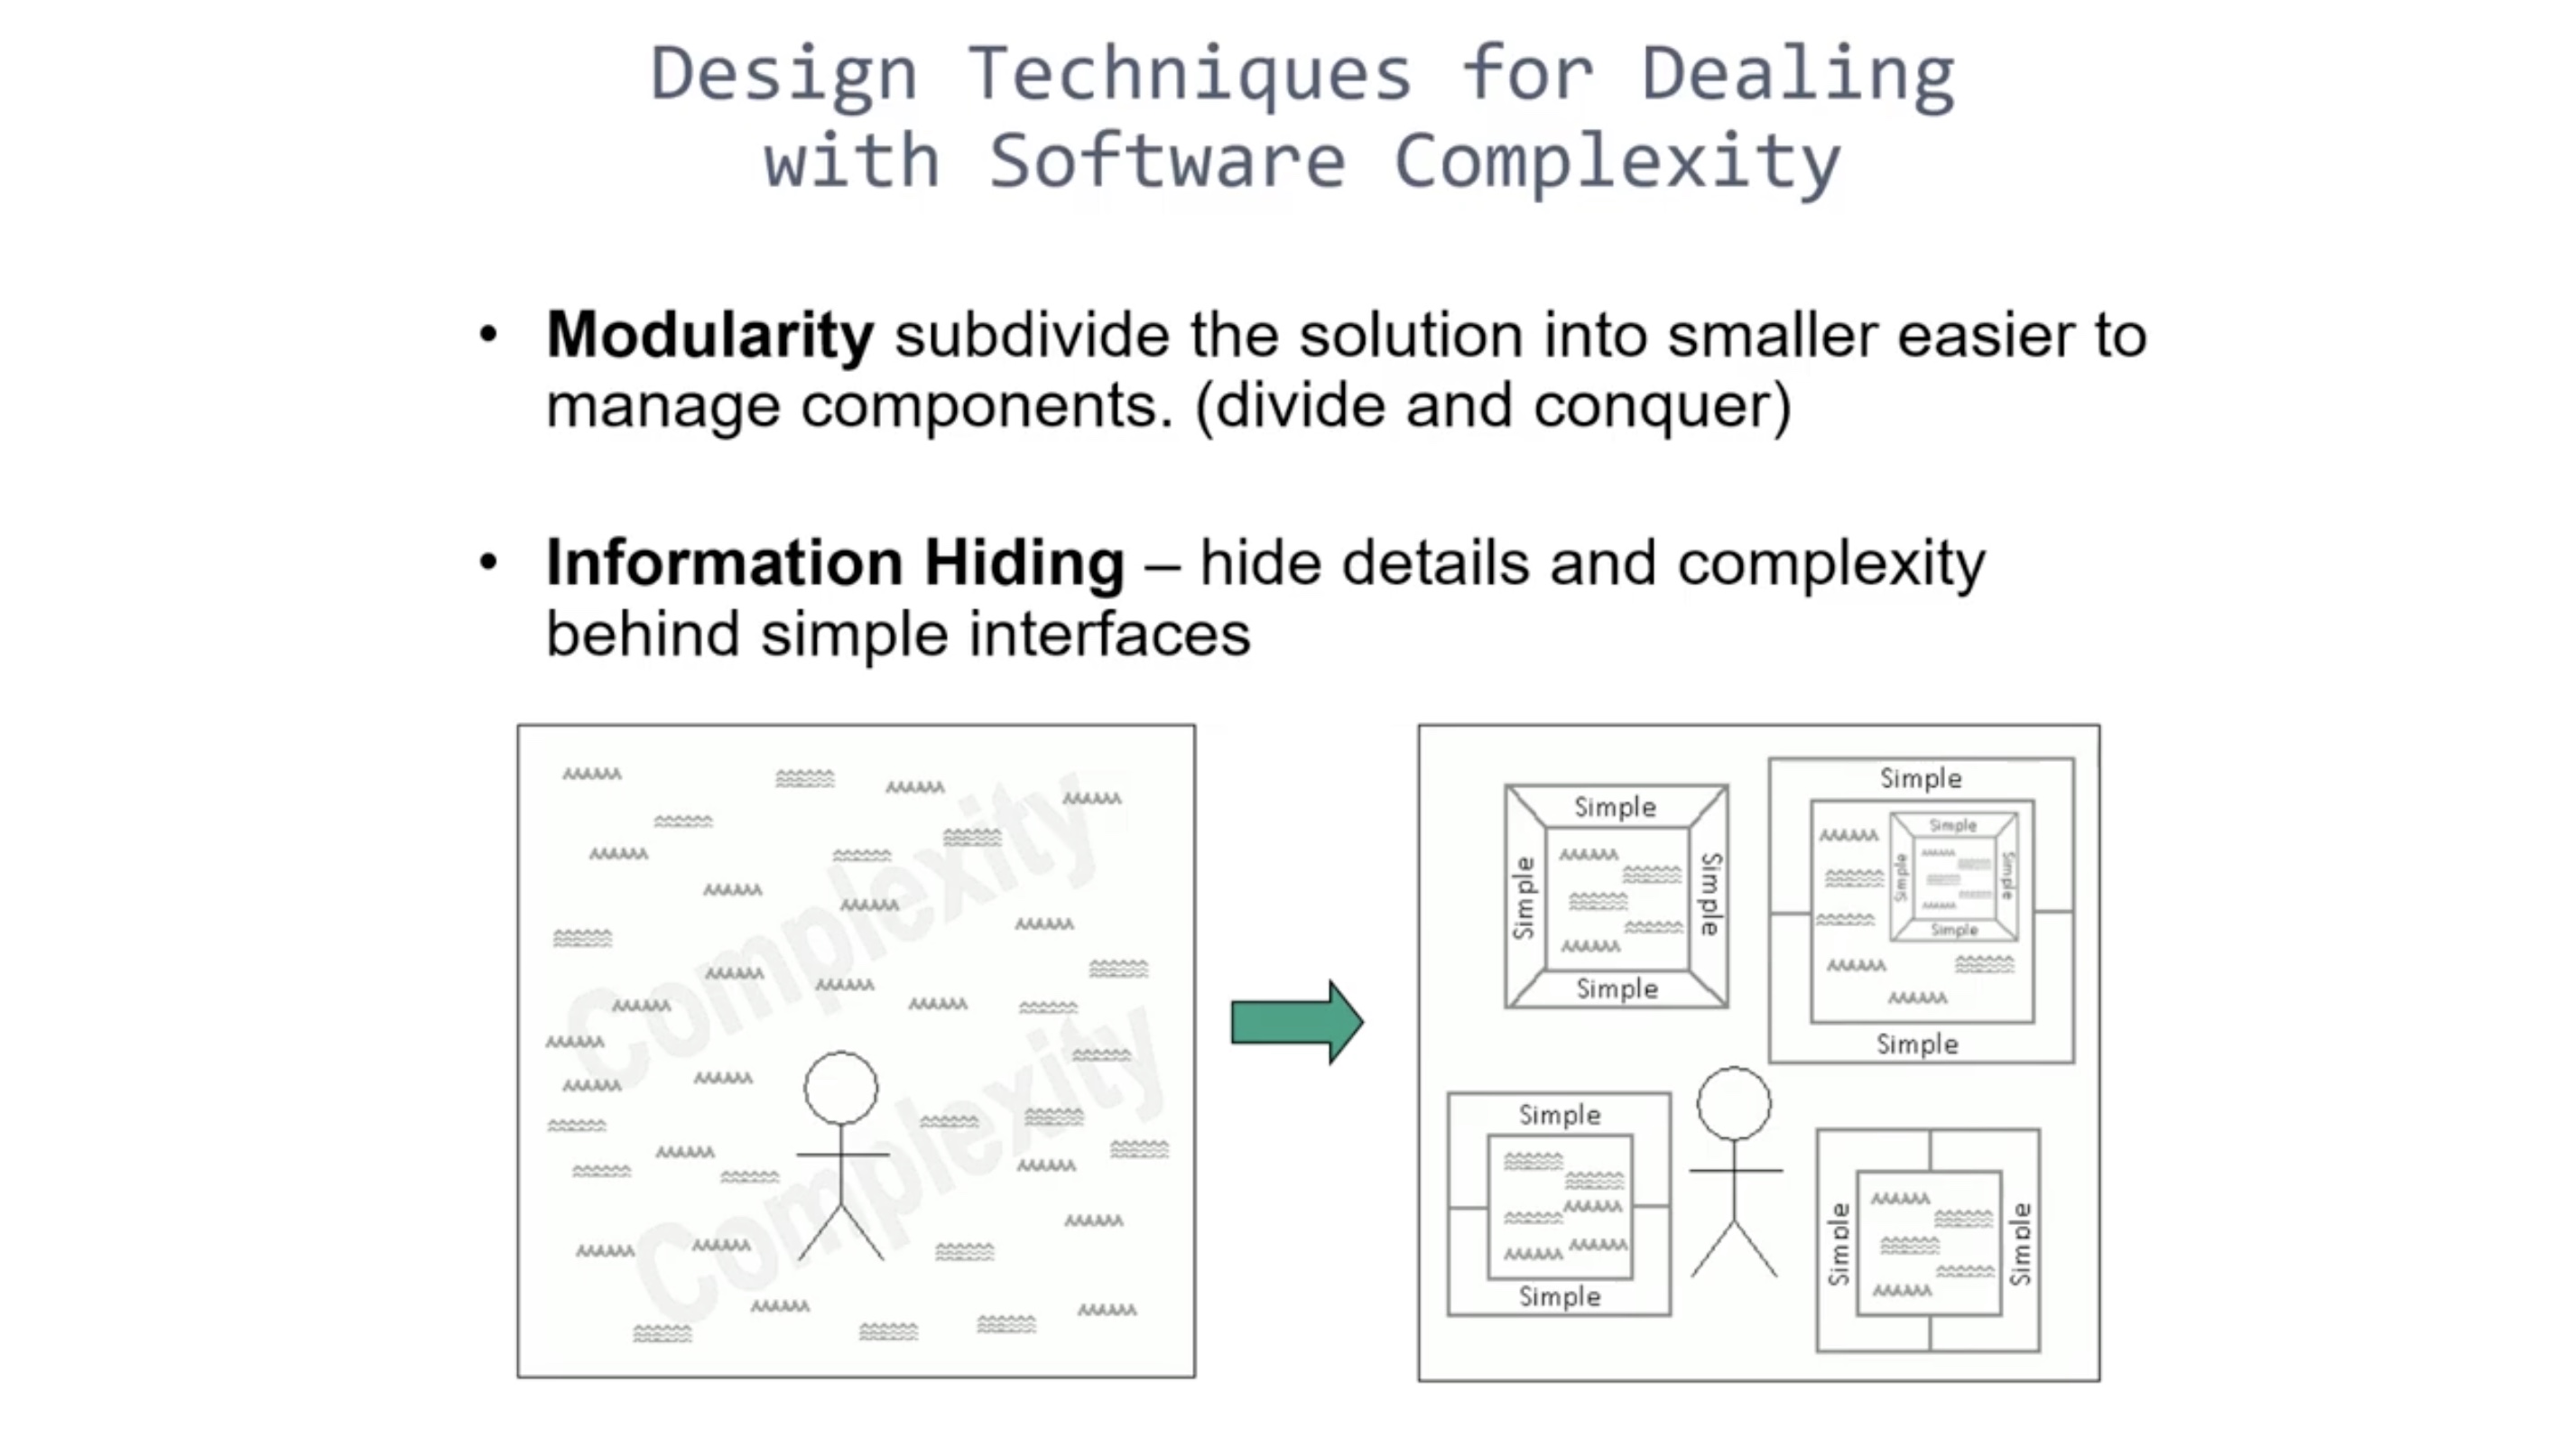 Design Techniques for Dealing
with Software Complexity
• Modularity subdivide the solution into smaller easier to
manage components. (divide and conquer)
• Information Hiding – hide details and complexity
behind simple interfaces
Complexity
Complexity
Simple
Simple
Simple
Simple
Simple
Simple
Simple
Simple
Simple
Simple
Simple
Simple
Simple
Simple